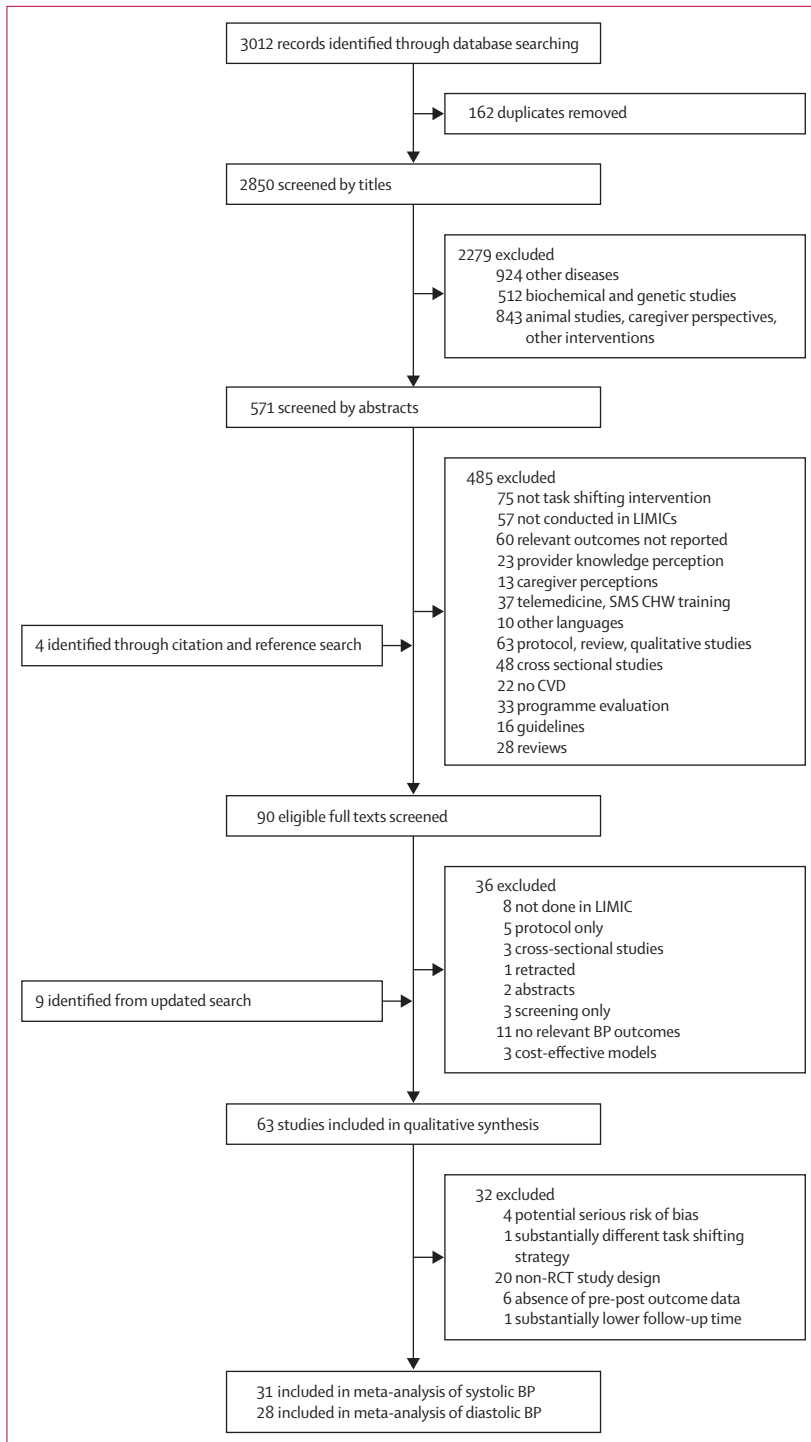 3012 records identified through database searching
162 duplicates removed
2850 screened by titles
2279 excluded
924 other diseases
512 biochemical and genetic studies
843 animal studies, caregiver perspectives,
other interventions
571 screened by abstracts
485 excluded
75 not task shifting intervention
57 not conducted in LIMICs
60 relevant outcomes not reported
23 provider knowledge perception
13 caregiver perceptions
37 telemedicine, SMS CHW training
10 other languages
63 protocol, review, qualitative studies
48 cross sectional studies
22 no CVD
33 programme evaluation
16 guidelines
28 reviews
4 identified through citation and reference search
90 eligible full texts screened
36 excluded
8 not done in LIMIC
5 protocol only
3 cross-sectional studies
1 retracted
2 abstracts
3 screening only
11 no relevant BP outcomes
3 cost-effective models
9 identified from updated search
63 studies included in qualitative synthesis
32 excluded
4 potential serious risk of bias
1 substantially different task shifting
strategy
20 non-RCT study design
6 absence of pre-post outcome data
1 substantially lower follow-up time
31 included in meta-analysis of systolic BP
28 included in meta-analysis of diastolic BP